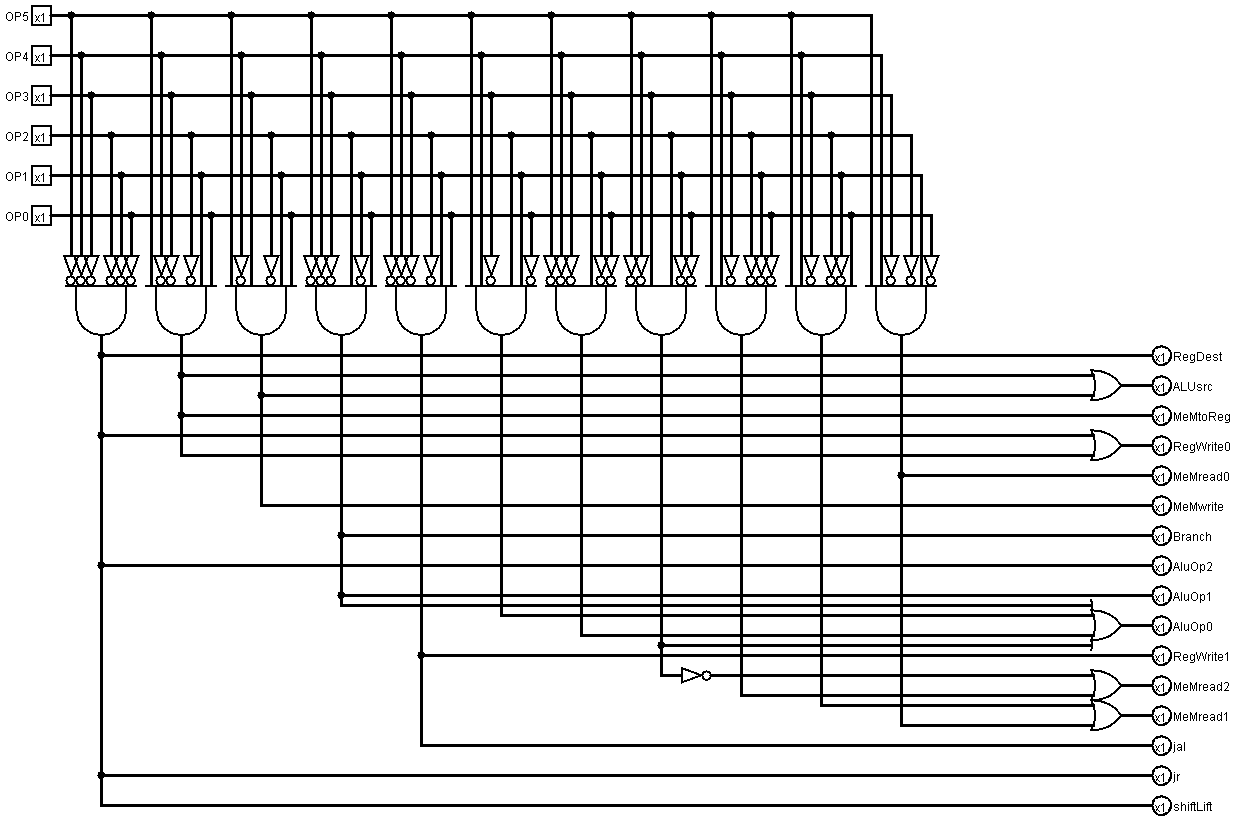 OP5 x1
OP4 x1
OP3 x1
OP2 x1
OP1 x1
OP0 x1
x1 RegDest
x1 ALUsrc
x1 MeMtoReg
x1 RegWrite0
x1 MeMread0
x1 MeMwrite
x1 Branch
x1 AluOp2
x1 AluOp1
x1 AluOp0
x1 RegWrite1
x1 MeMread2
x1 MeMread1
x1 jal
x1 jr
x1 shiftLift